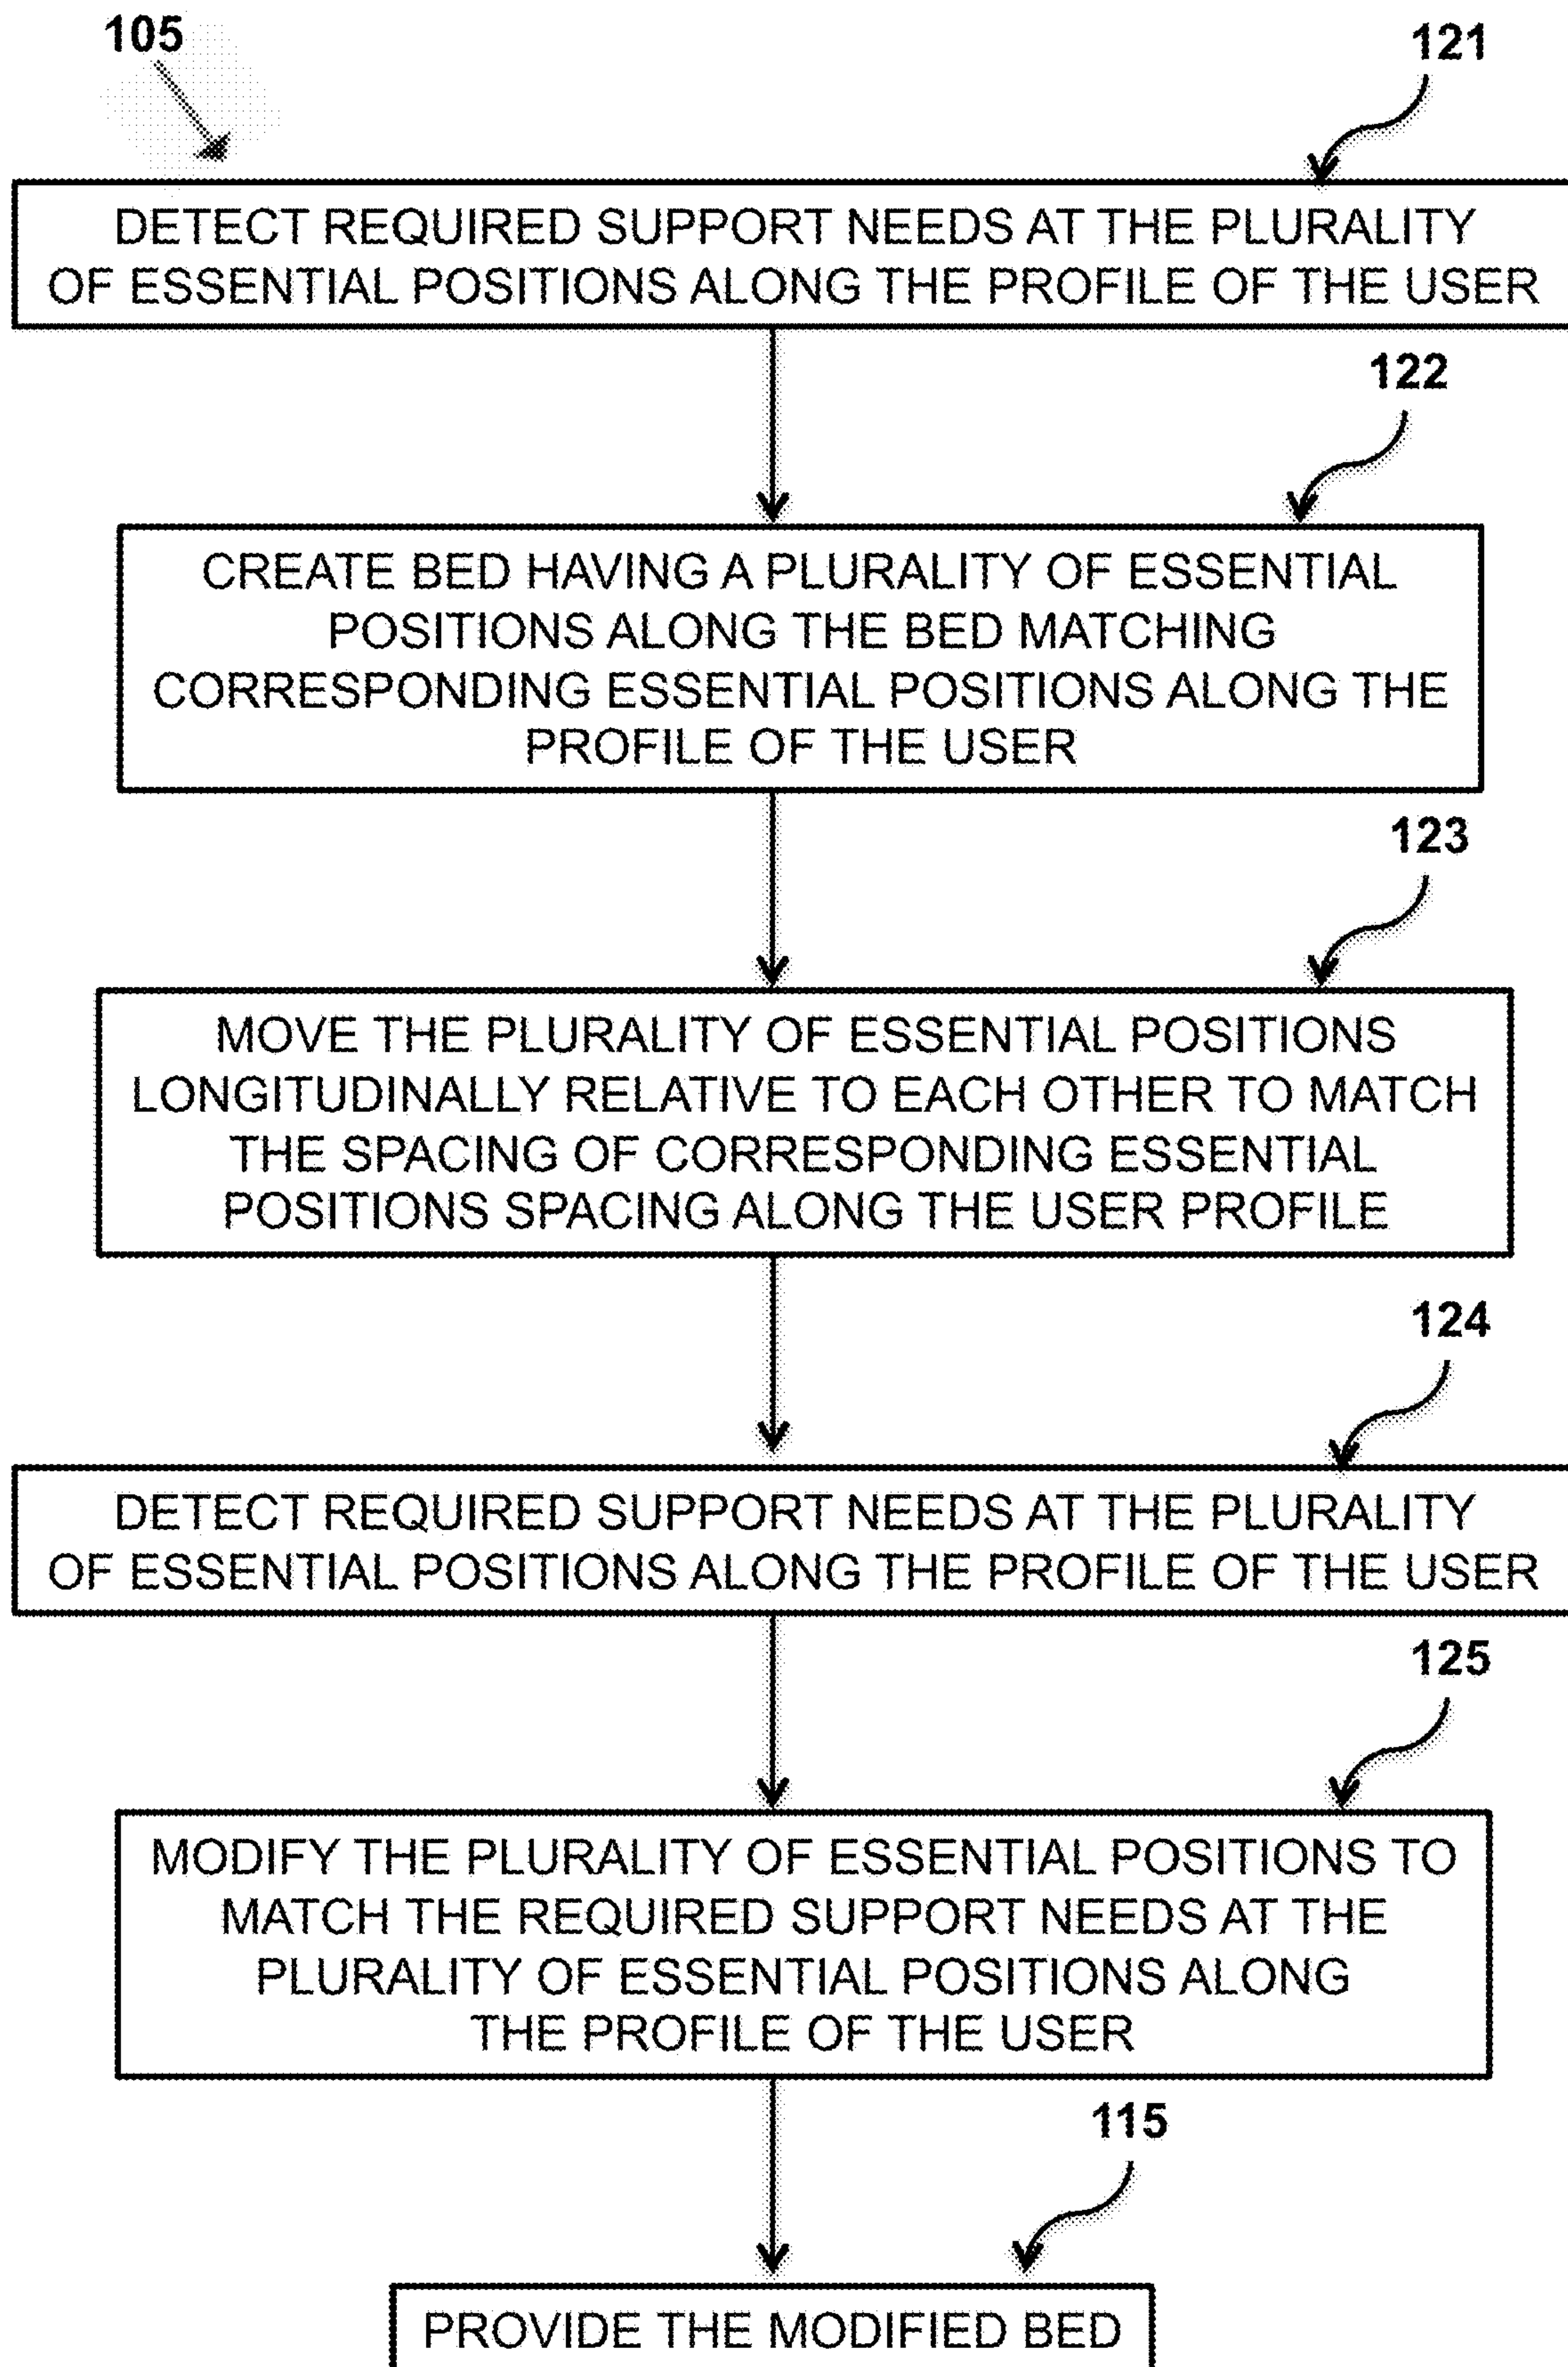 105
121
DETECT REQUIRED SUPPORT NEEDS AT THE PLURALITY
OF ESSENTIAL POSITIONS ALONG THE PROFILE OF THE USER
122
CREATE BED HAVING A PLURALITY OF ESSENTIAL
POSITIONS ALONG THE BED MATCHING
CORRESPONDING ESSENTIAL POSITIONS ALONG THE
PROFILE OF THE USER
123
MOVE THE PLURALITY OF ESSENTIAL POSITIONS
LONGITUDINALLY RELATIVE TO EACH OTHER TO MATCH
THE SPACING OF CORRESPONDING ESSENTIAL
POSITIONS SPACING ALONG THE USER PROFILE
124
DETECT REQUIRED SUPPORT NEEDS AT THE PLURALITY
OF ESSENTIAL POSITIONS ALONG THE PROFILE OF THE USER
125
MODIFY THE PLURALITY OF ESSENTIAL POSITIONS TO
MATCH THE REQUIRED SUPPORT NEEDS AT THE
PLURALITY OF ESSENTIAL POSITIONS ALONG
THE PROFILE OF THE USER
115
PROVIDE THE MODIFIED BED